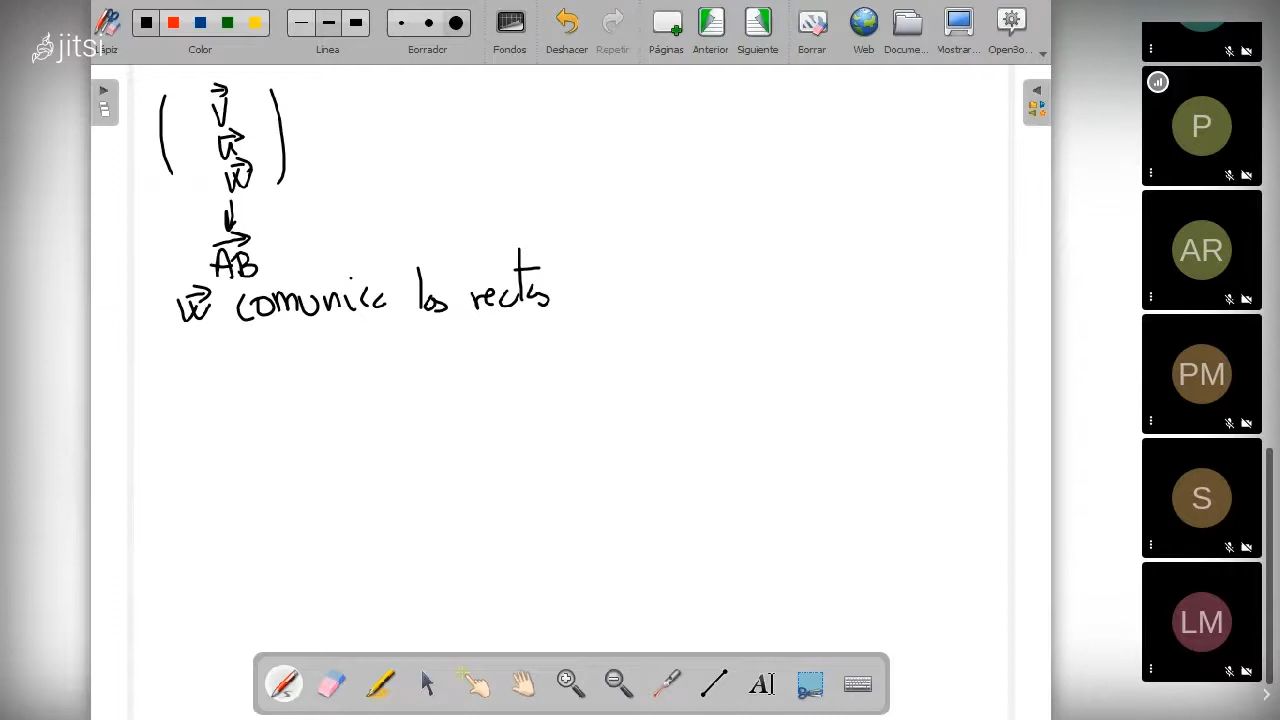 jitsi
Lápiz Color Línea Borrador Fondos Deshacer Repetir Páginas Anterior Siguiente Borrar Web Docume... Mostrar... OpenBo...
v⃗
u⃗
w⃗
AB
w⃗ comunica las rectas
P
AR
PM
S
LM